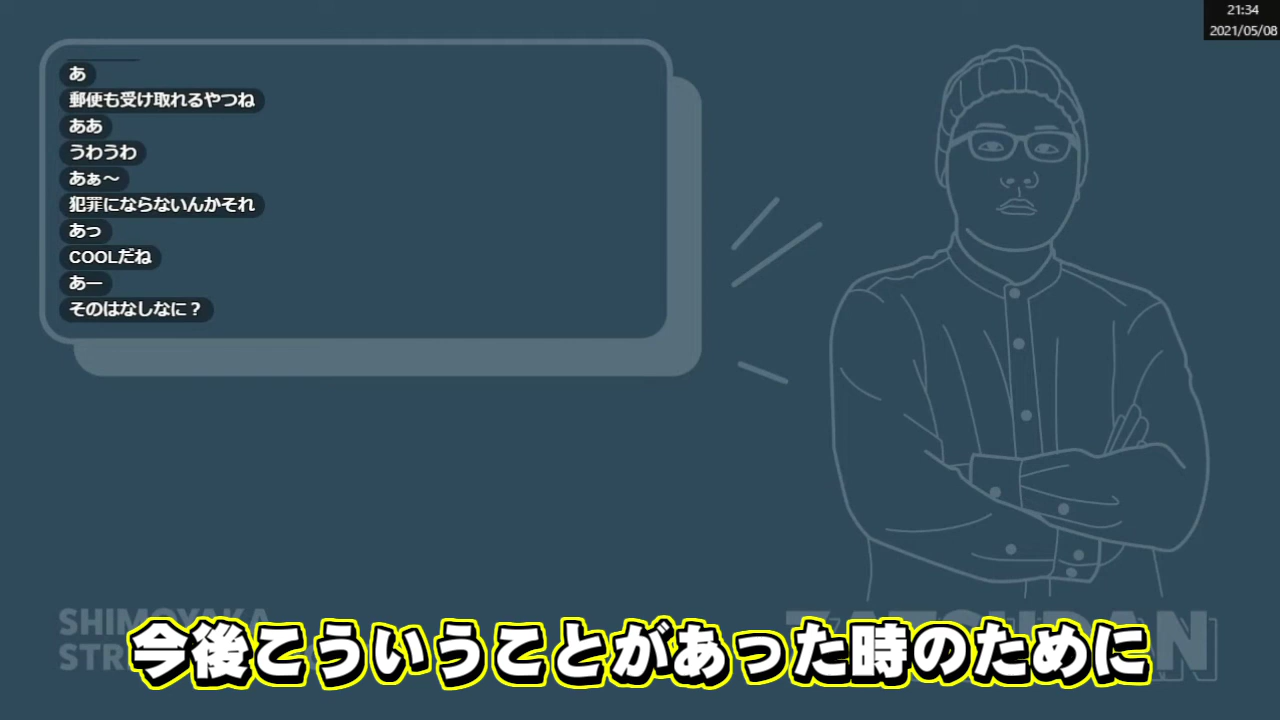 21:34
2021/05/08
あ
郵便も受け取れるやつね
ああ
うわうわ
あぁ〜
犯罪にならないんかそれ
あっ
COOLだね
あー
そのはなしなに？
今後こういうことがあった時のために